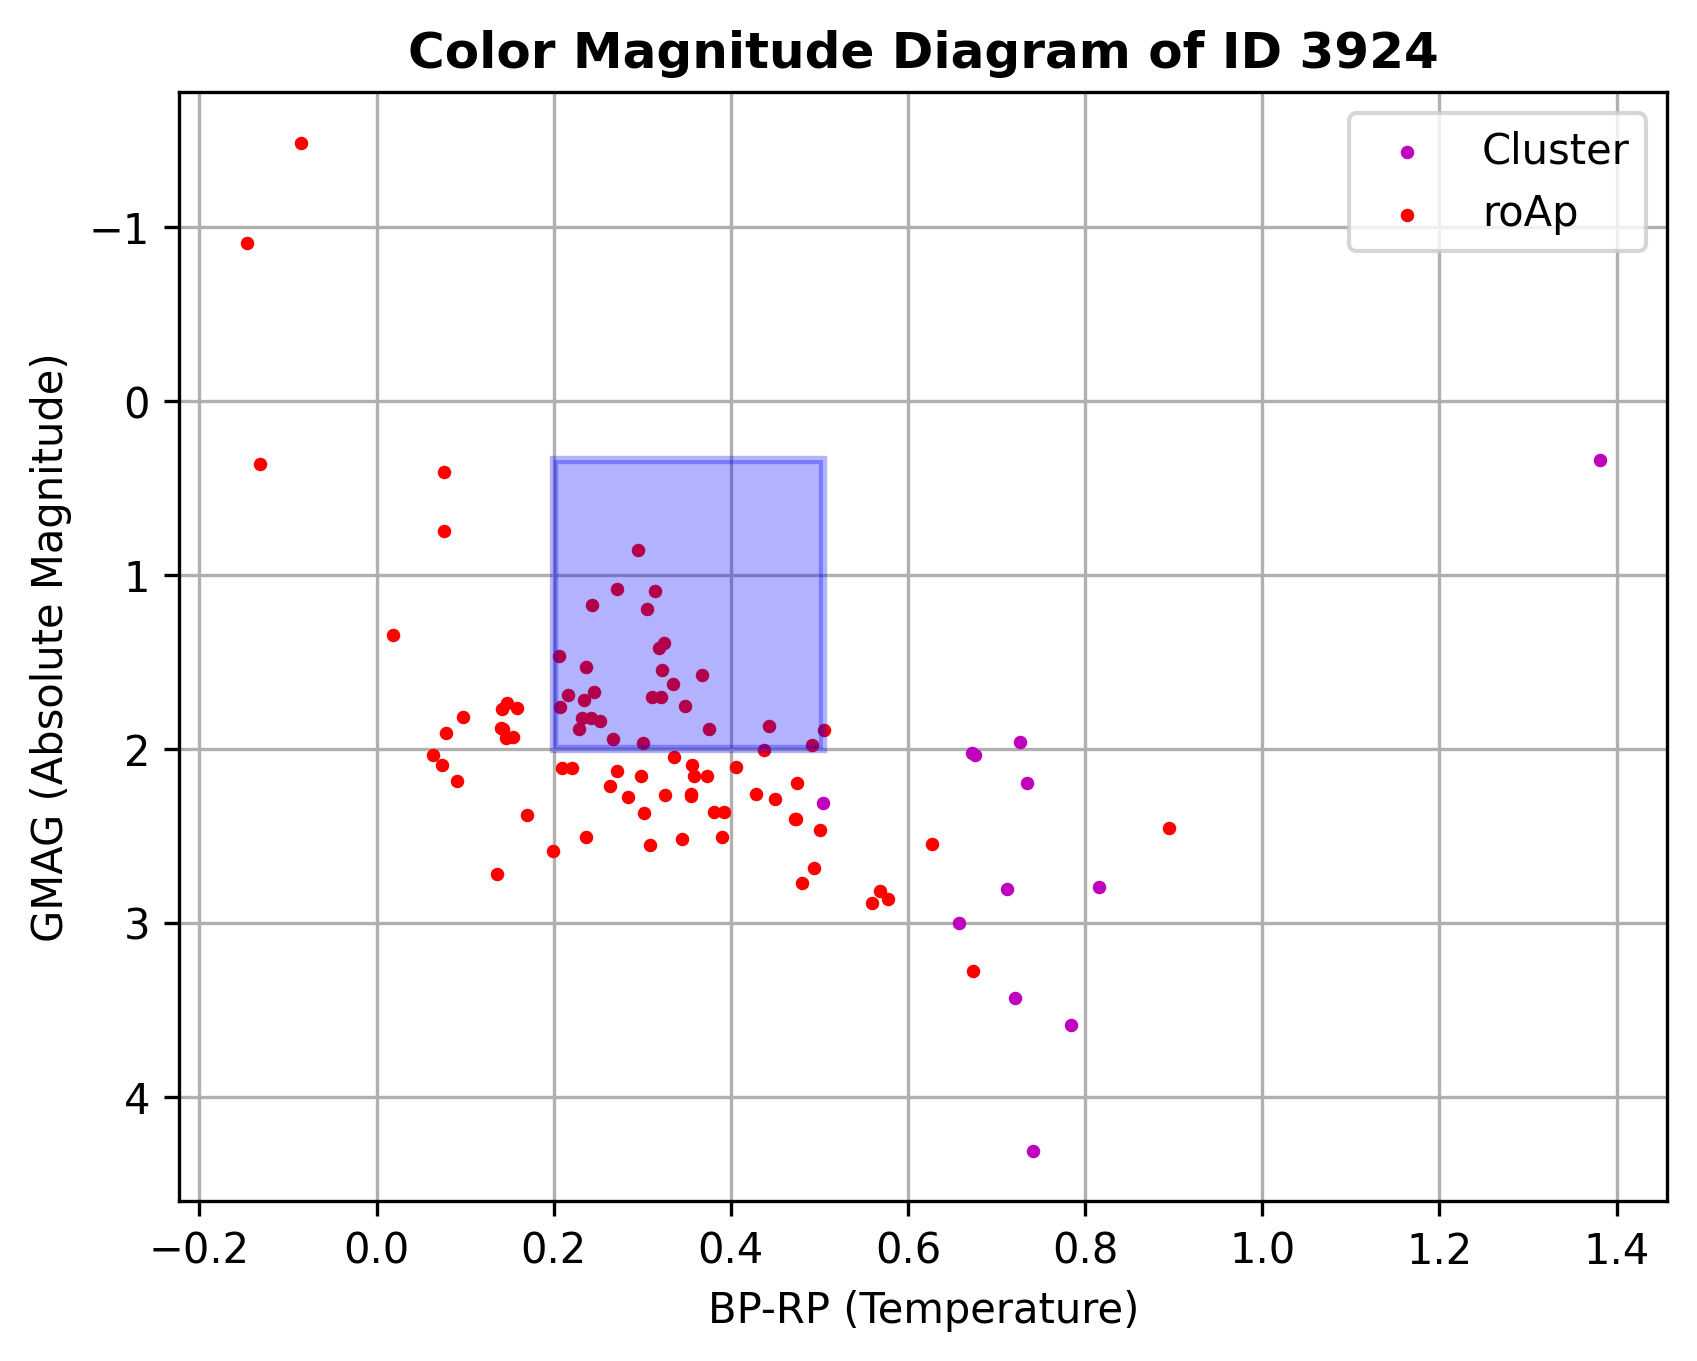 Color Magnitude Diagram of ID 3924
Cluster
roAp
GMAG (Absolute Magnitude)
−1
0
1
2
3
4
−0.2 0.0 0.2 0.4 0.6 0.8 1.0 1.2 1.4
BP-RP (Temperature)